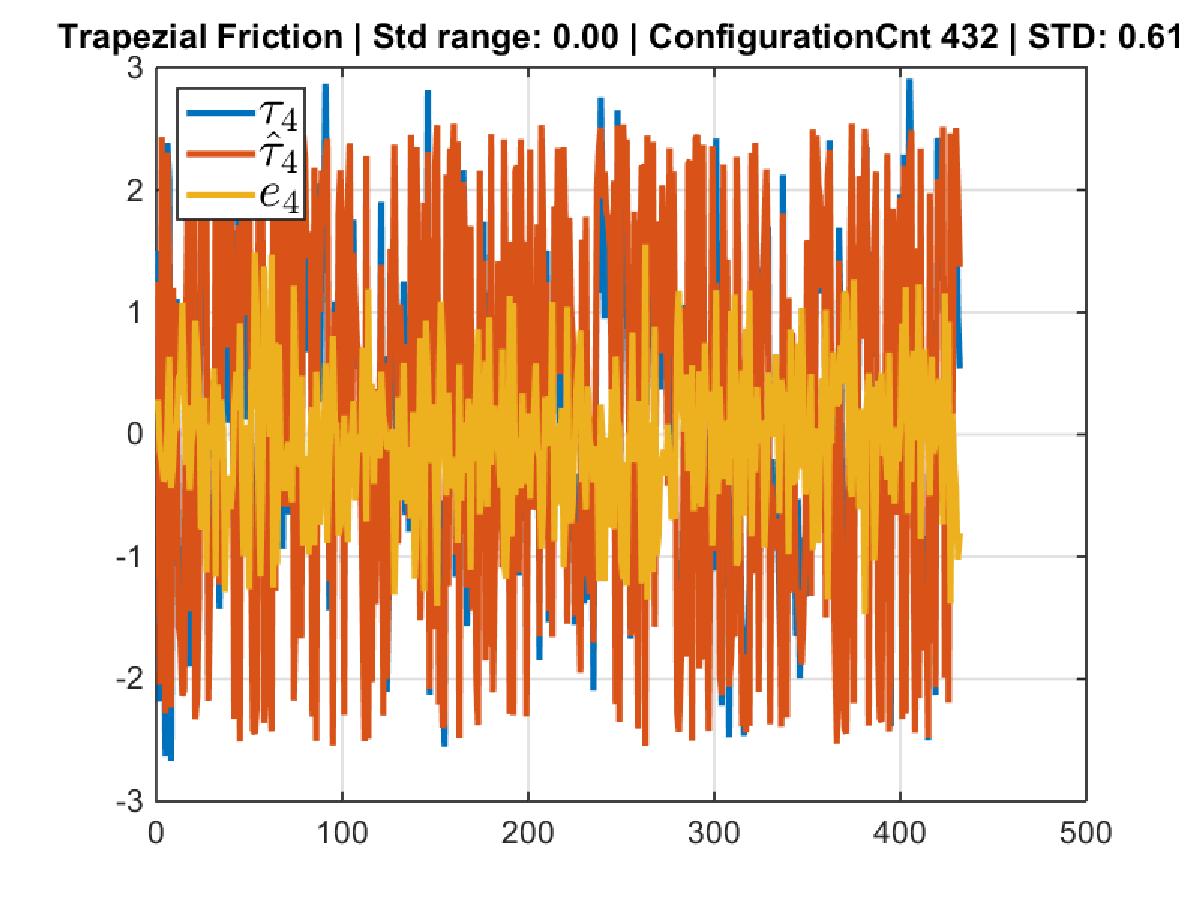 Trapezial Friction | Std range: 0.00 | ConfigurationCnt 432 | STD: 0.61
3
2
1
0
-1
-2
-3
τ₄
τ̂₄
e₄
0 100 200 300 400 500